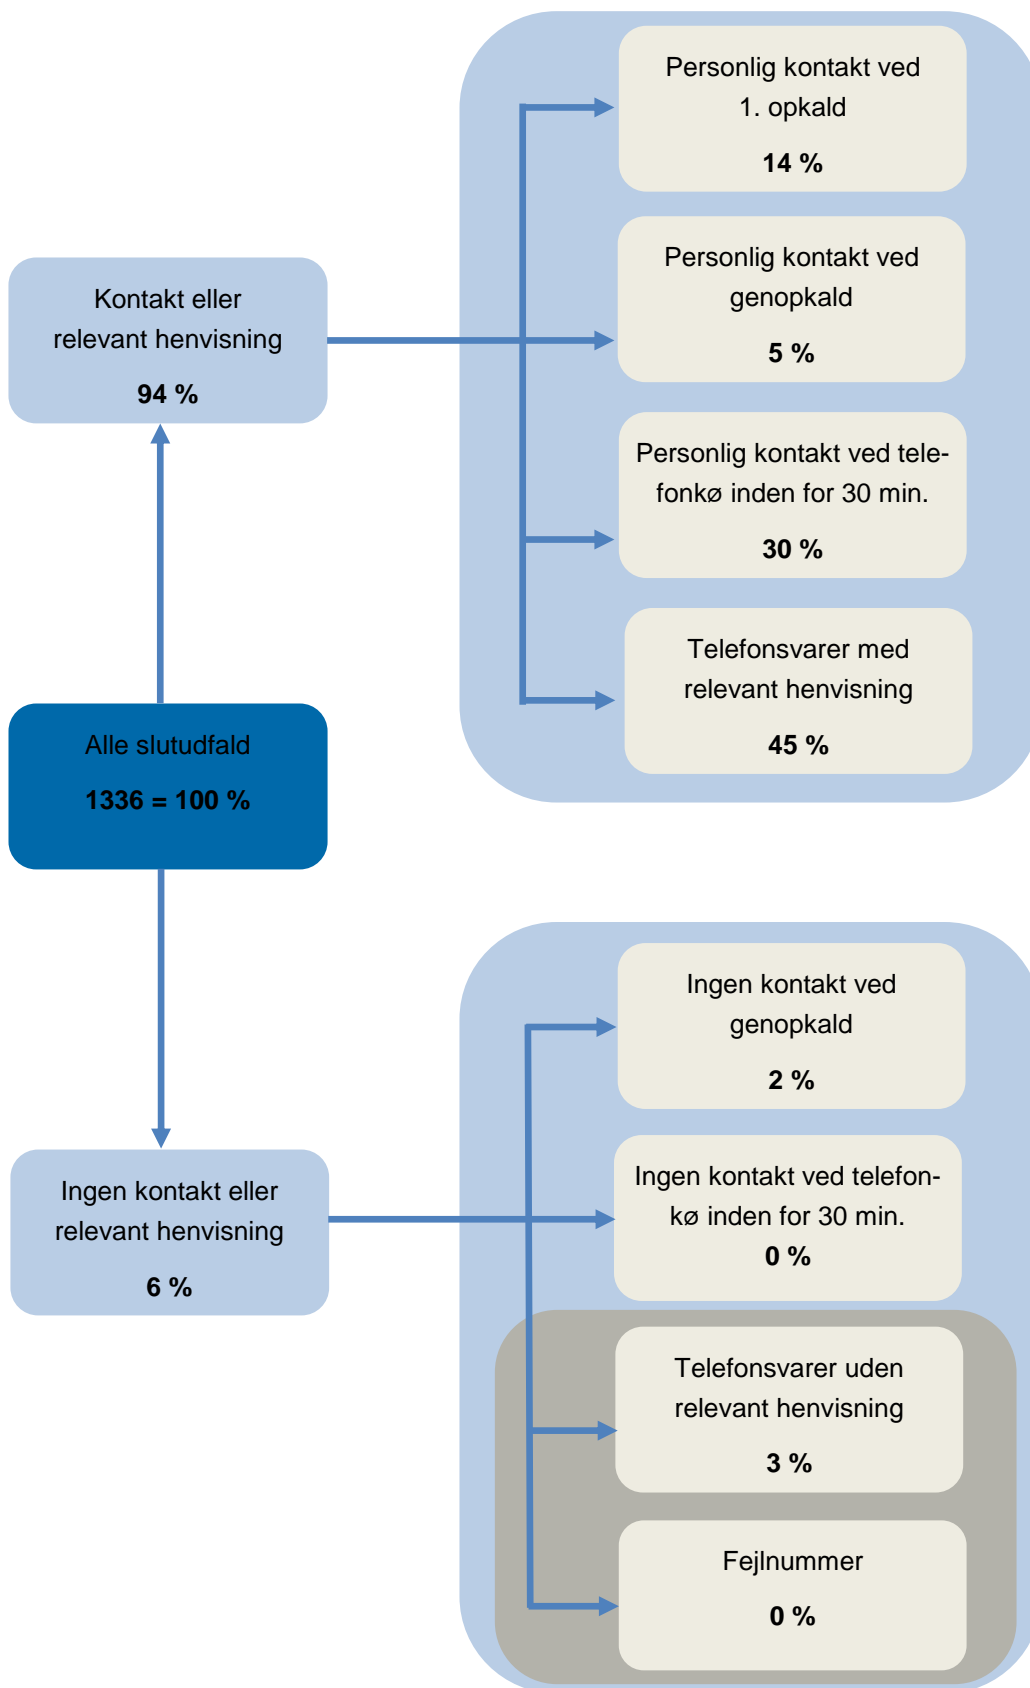 Personlig kontakt ved
1. opkald
14 %
Personlig kontakt ved
genopkald
5 %
Kontakt eller
relevant henvisning
94 %
Personlig kontakt ved tele-
fonkø inden for 30 min.
30 %
Telefonsvarer med
relevant henvisning
45 %
Alle slutudfald
1336 = 100 %
Ingen kontakt ved
genopkald
2 %
Ingen kontakt eller
relevant henvisning
6 %
Ingen kontakt ved telefon-
kø inden for 30 min.
0 %
Telefonsvarer uden
relevant henvisning
3 %
Fejlnummer
0 %